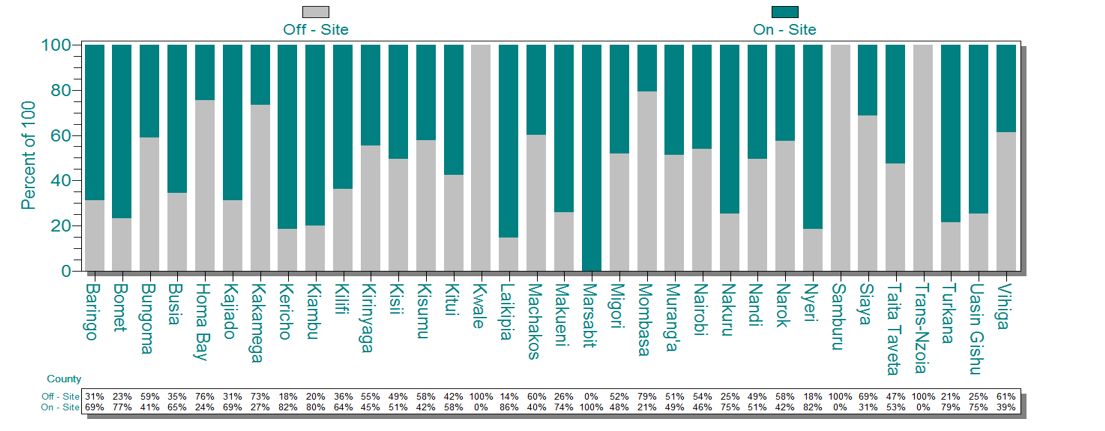 Off - Site On - Site
100
80
60
40
20
0
Percent of 100
Baringo Bomet Bungoma Busia Homa Bay Kajiado Kakamega Kericho Kiambu Kilifi Kirinyaga Kisii Kisumu Kitui Kwale Laikipia Machakos Makueni Marsabit Migori Mombasa Murang'a Nairobi Nakuru Nandi Narok Nyeri Samburu Siaya Taita Taveta Trans-Nzoia Turkana Uasin Gishu Vihiga
County
Off - Site 31% 23% 59% 35% 76% 31% 73% 18% 20% 36% 55% 49% 58% 42% 100% 14% 60% 26% 0% 52% 79% 51% 54% 25% 49% 58% 18% 100% 69% 47% 100% 21% 25% 61%
On - Site 69% 77% 41% 65% 24% 69% 27% 82% 80% 64% 45% 51% 42% 58% 0% 86% 40% 74% 100% 48% 21% 49% 46% 75% 51% 42% 82% 0% 31% 53% 0% 79% 75% 39%